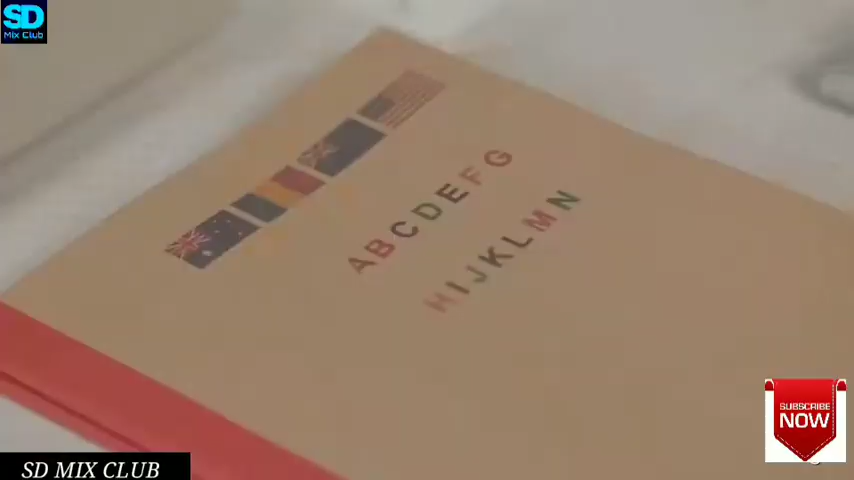 SD
Mix Club
ABCDEFG
HIJKLMN
SUBSCRIBE
NOW
SD MIX CLUB